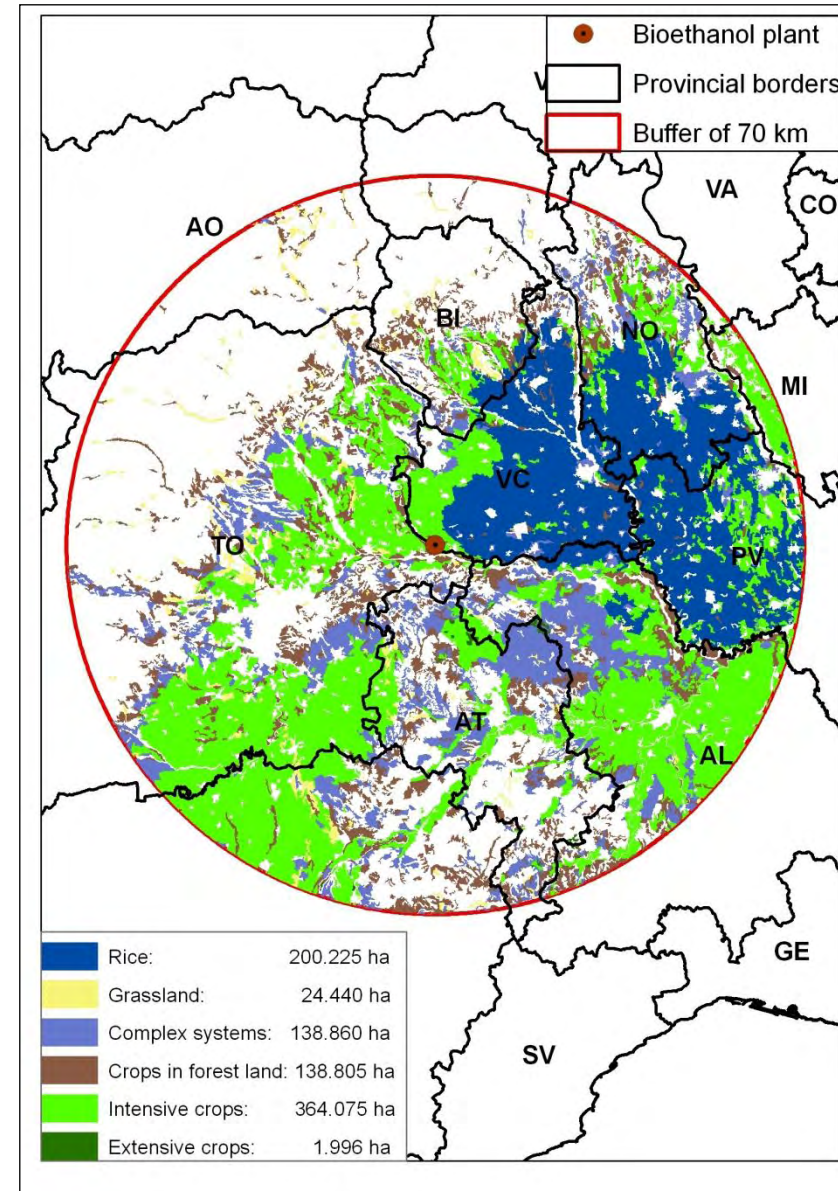 Bioethanol plant
Provincial borders
Buffer of 70 km
V
VA
CO
AO
BI
NO
MI
VC
TO
PV
AT
AL
GE
SV
Rice: 200.225 ha
Grassland: 24.440 ha
Complex systems: 138.860 ha
Crops in forest land: 138.805 ha
Intensive crops: 364.075 ha
Extensive crops: 1.996 ha